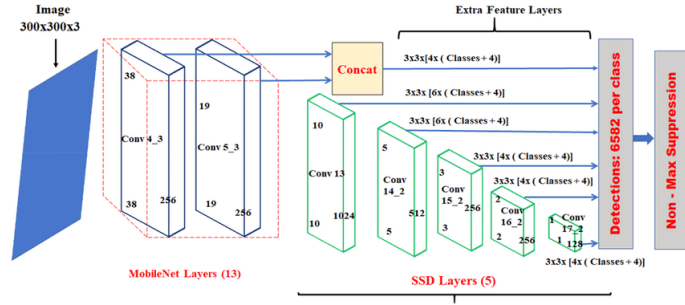 Image
300x300x3
Extra Feature Layers
38
Conv 4_3
38
256
19
Conv 5_3
19
256
Concat
3x3x[4x ( Classes + 4)]
3x3x [6x ( Classes + 4)]
3x3x [6x ( Classes + 4)]
3x3x [4x ( Classes + 4)]
3x3x [4x ( Classes + 4)]
3x3x [4x ( Classes + 4)]
10
Conv 13
10
1024
5
Conv
14_2
512
5
3
Conv
15_2
256
3
2
Conv
16_2
2
256
1
Conv
17_2
1
128
Detections: 6582 per class
Non - Max Suppression
MobileNet Layers (13)
SSD Layers (5)